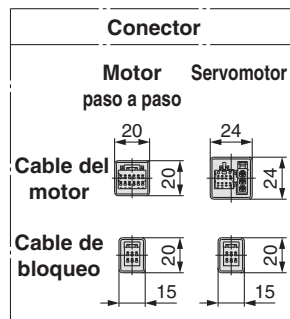 Conector
Motor paso a paso
Servomotor
20
24
Cable del motor
20
24
Cable de bloqueo
20
20
15
15